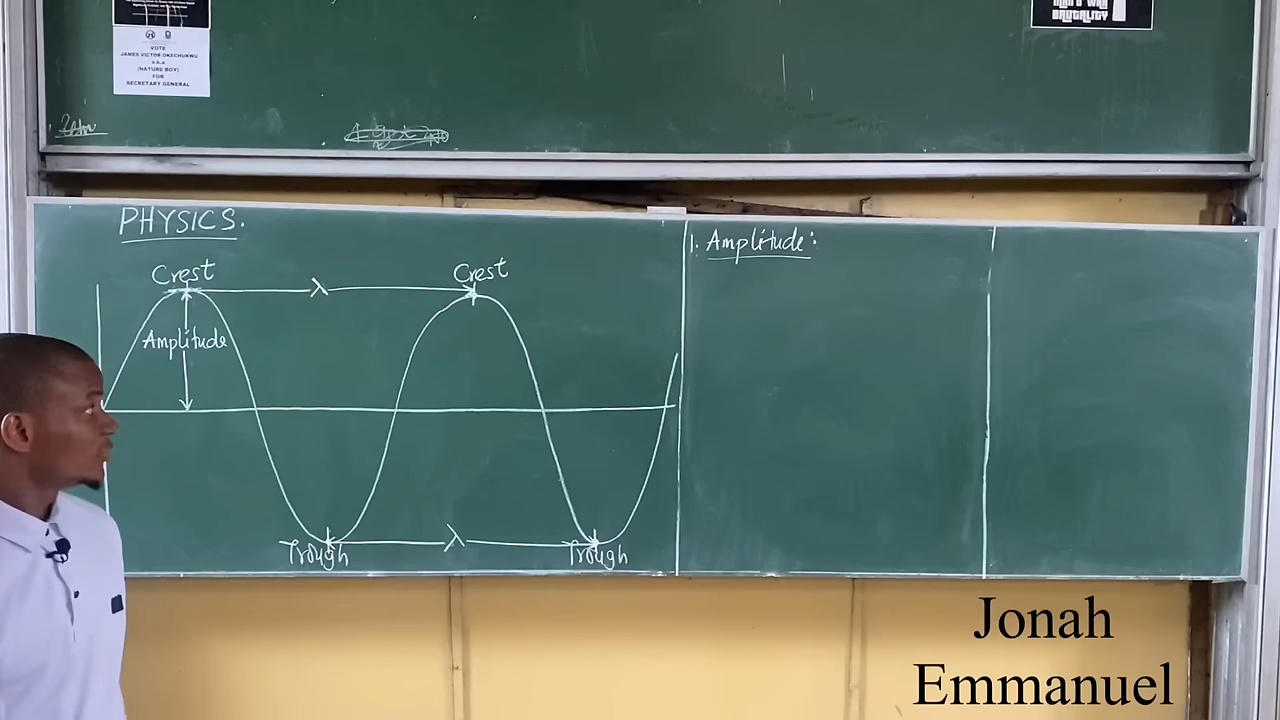 VOTE
JAMES VICTOR OKECHUKWU
a.k.a
(NATURE BOY)
FOR
SECRETARY GENERAL
BRUTALITY
PHYSICS.
1. Amplitude:
Crest
Crest
λ
Amplitude
λ
Trough
Trough
Jonah
Emmanuel